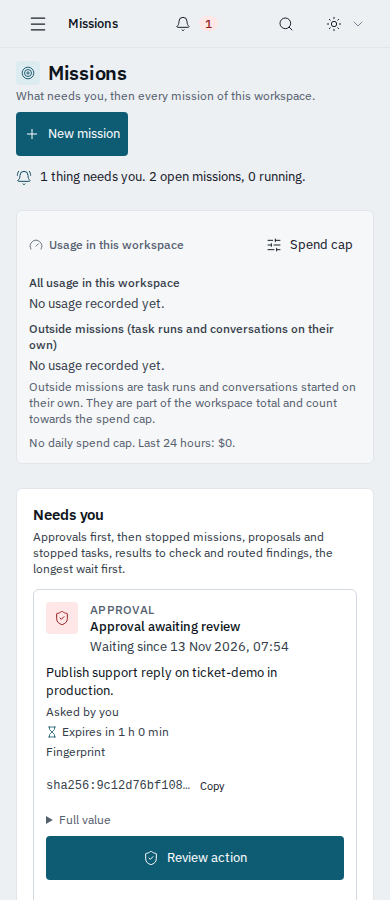 Missions
1
Missions
What needs you, then every mission of this workspace.
New mission
1 thing needs you. 2 open missions, 0 running.
Usage in this workspace
Spend cap
All usage in this workspace
No usage recorded yet.
Outside missions (task runs and conversations on their
own)
No usage recorded yet.
Outside missions are task runs and conversations started on
their own. They are part of the workspace total and count
towards the spend cap.
No daily spend cap. Last 24 hours: $0.
Needs you
Approvals first, then stopped missions, proposals and
stopped tasks, results to check and routed findings, the
longest wait first.
APPROVAL
Approval awaiting review
Waiting since 13 Nov 2026, 07:54
Publish support reply on ticket-demo in
production.
Asked by you
Expires in 1 h 0 min
Fingerprint
sha256:9c12d76bf108… Copy
Full value
Review action